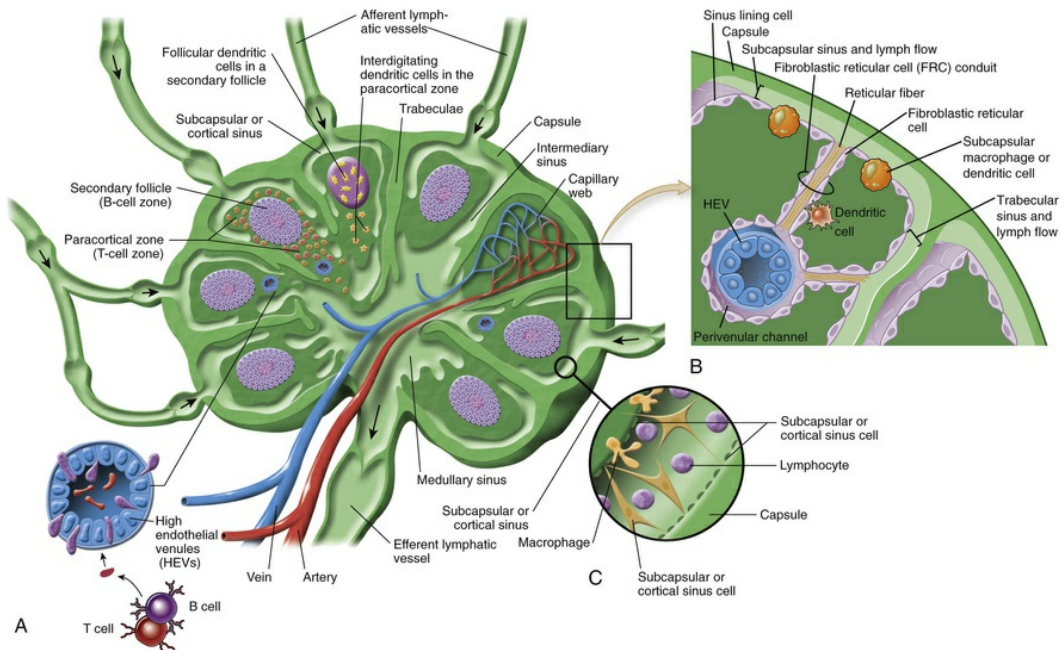 Afferent lymph-
atic vessels
Follicular dendritic
cells in a
secondary follicle
Interdigitating
dendritic cells in the
paracortical zone
Trabeculae
Subcapsular or
cortical sinus
Capsule
Intermediary
sinus
Capillary
web
Secondary follicle
(B-cell zone)
Paracortical zone
(T-cell zone)
Medullary sinus
Subcapsular or
cortical sinus
High
endothelial
venules
(HEVs)
Vein
Artery
Efferent lymphatic
vessel
B cell
T cell
A
Sinus lining cell
Capsule
Subcapsular sinus and lymph flow
Fibroblastic reticular cell (FRC) conduit
Reticular fiber
Fibroblastic reticular
cell
Subcapsular
macrophage or
dendritic cell
HEV
Dendritic
cell
Trabecular
sinus and
lymph flow
Perivenular channel
B
Subcapsular or
cortical sinus cell
Lymphocyte
Capsule
Macrophage
Subcapsular or
cortical sinus cell
C